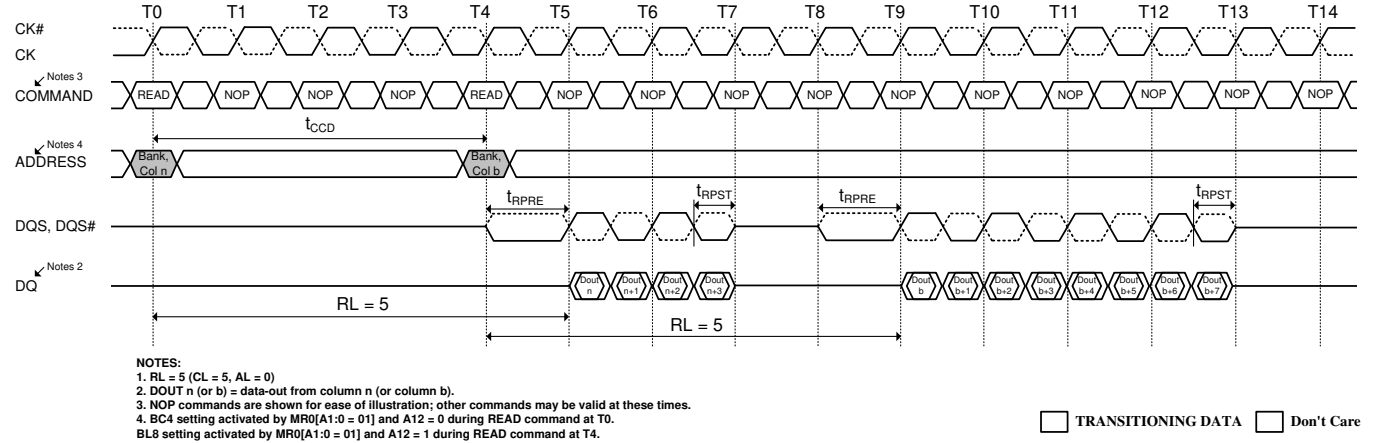 T0 T1 T2 T3 T4 T5 T6 T7 T8 T9 T10 T11 T12 T13 T14
CK#
CK
Notes 3
COMMAND READ NOP NOP NOP READ NOP NOP NOP NOP NOP NOP NOP NOP NOP NOP
tCCD
Notes 4
ADDRESS
Bank, Col n
Bank, Col b
tRPRE tRPST tRPRE tRPST
DQS, DQS#
Notes 2
DQ
Dout n Dout n+1 Dout n+2 Dout n+3 Dout b Dout b+1 Dout b+2 Dout b+3 Dout b+4 Dout b+5 Dout b+6 Dout b+7
RL = 5
RL = 5
NOTES:
1. RL = 5 (CL = 5, AL = 0)
2. DOUT n (or b) = data-out from column n (or column b).
3. NOP commands are shown for ease of illustration; other commands may be valid at these times.
4. BC4 setting activated by MR0[A1:0 = 01] and A12 = 0 during READ command at T0.
BL8 setting activated by MR0[A1:0 = 01] and A12 = 1 during READ command at T4.
TRANSITIONING DATA Don't Care